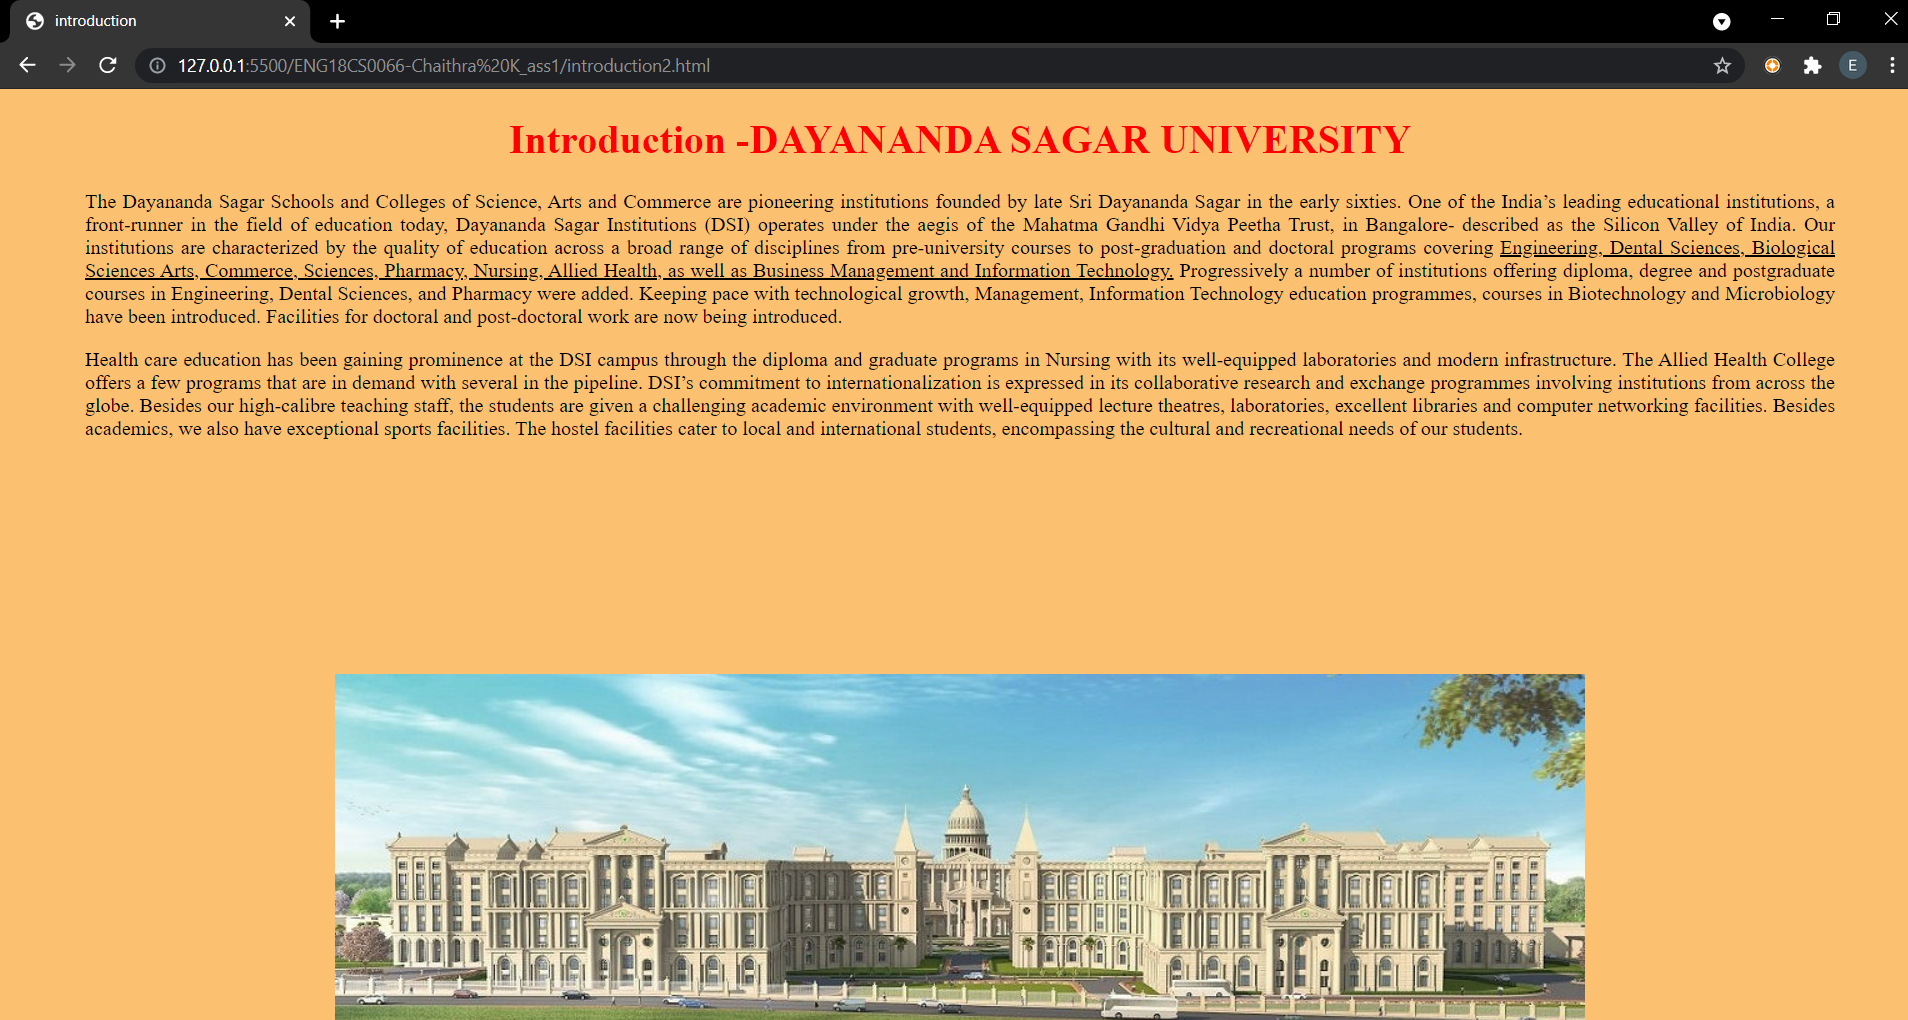 introduction
127.0.0.1:5500/ENG18CS0066-Chaithra%20K_ass1/introduction2.html
E
Introduction -DAYANANDA SAGAR UNIVERSITY
The Dayananda Sagar Schools and Colleges of Science, Arts and Commerce are pioneering institutions founded by late Sri Dayananda Sagar in the early sixties. One of the India’s leading educational institutions, a
front-runner in the field of education today, Dayananda Sagar Institutions (DSI) operates under the aegis of the Mahatma Gandhi Vidya Peetha Trust, in Bangalore- described as the Silicon Valley of India. Our
institutions are characterized by the quality of education across a broad range of disciplines from pre-university courses to post-graduation and doctoral programs covering Engineering, Dental Sciences, Biological
Sciences Arts, Commerce, Sciences, Pharmacy, Nursing, Allied Health, as well as Business Management and Information Technology. Progressively a number of institutions offering diploma, degree and postgraduate
courses in Engineering, Dental Sciences, and Pharmacy were added. Keeping pace with technological growth, Management, Information Technology education programmes, courses in Biotechnology and Microbiology
have been introduced. Facilities for doctoral and post-doctoral work are now being introduced.
Health care education has been gaining prominence at the DSI campus through the diploma and graduate programs in Nursing with its well-equipped laboratories and modern infrastructure. The Allied Health College
offers a few programs that are in demand with several in the pipeline. DSI’s commitment to internationalization is expressed in its collaborative research and exchange programmes involving institutions from across the
globe. Besides our high-calibre teaching staff, the students are given a challenging academic environment with well-equipped lecture theatres, laboratories, excellent libraries and computer networking facilities. Besides
academics, we also have exceptional sports facilities. The hostel facilities cater to local and international students, encompassing the cultural and recreational needs of our students.